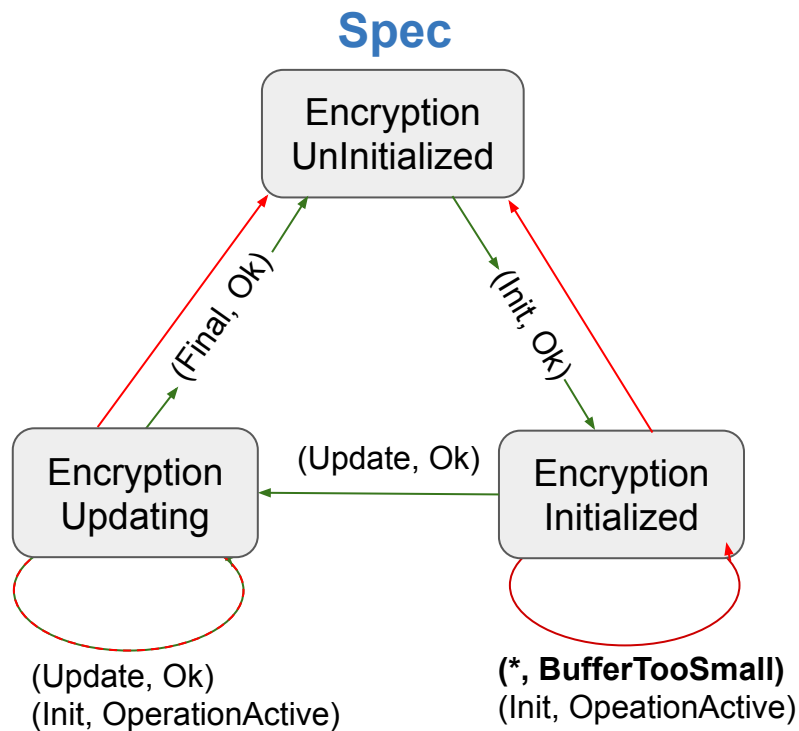 Spec
Encryption
UnInitialized
(Final, Ok)
(Init, Ok)
(Update, Ok)
Encryption
Updating
Encryption
Initialized
(Update, Ok)
(Init, OperationActive)
(*, BufferTooSmall)
(Init, OpeationActive)